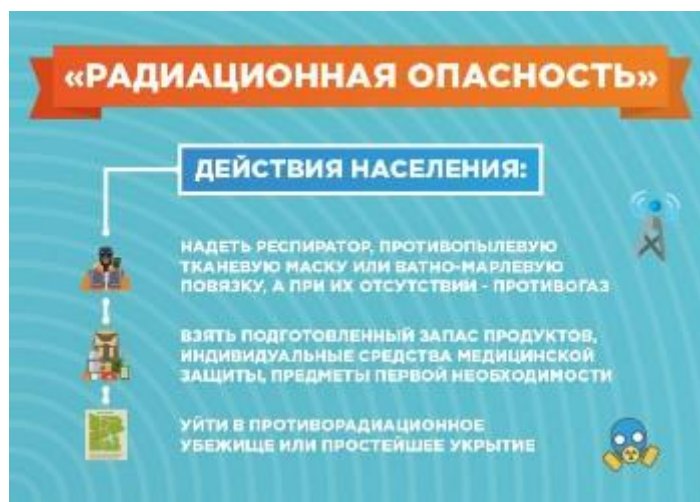 «РАДИАЦИОННАЯ ОПАСНОСТЬ»
ДЕЙСТВИЯ НАСЕЛЕНИЯ:
НАДЕТЬ РЕСПИРАТОР, ПРОТИВОПЫЛЕВУЮ
ТКАНЕВУЮ МАСКУ ИЛИ ВАТНО-МАРЛЕВУЮ
ПОВЯЗКУ, А ПРИ ИХ ОТСУТСТВИИ - ПРОТИВОГАЗ
ВЗЯТЬ ПОДГОТОВЛЕННЫЙ ЗАПАС ПРОДУКТОВ,
ИНДИВИДУАЛЬНЫЕ СРЕДСТВА МЕДИЦИНСКОЙ
ЗАЩИТЫ, ПРЕДМЕТЫ ПЕРВОЙ НЕОБХОДИМОСТИ
УЙТИ В ПРОТИВОРАДИАЦИОННОЕ
УБЕЖИЩЕ ИЛИ ПРОСТЕЙШЕЕ УКРЫТИЕ